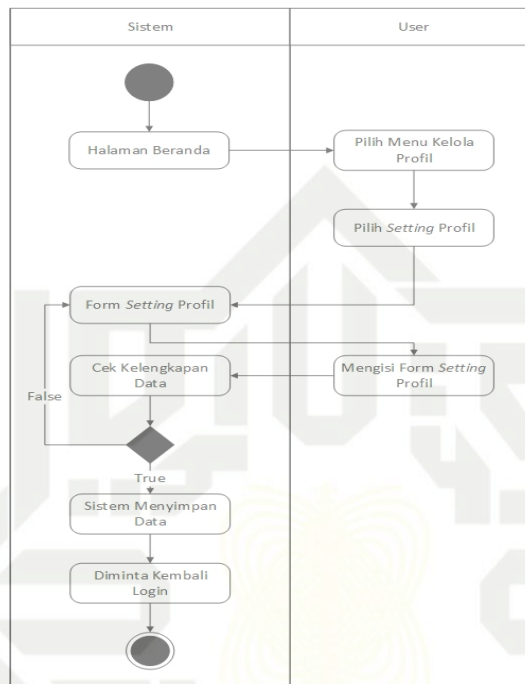 Sistem
User
Halaman Beranda
Pilih Menu Kelola
Profil
Pilih Setting Profil
Form Setting Profil
Mengisi Form Setting
Profil
Cek Kelengkapan
Data
False
True
Sistem Menyimpan
Data
Diminta Kembali
Login